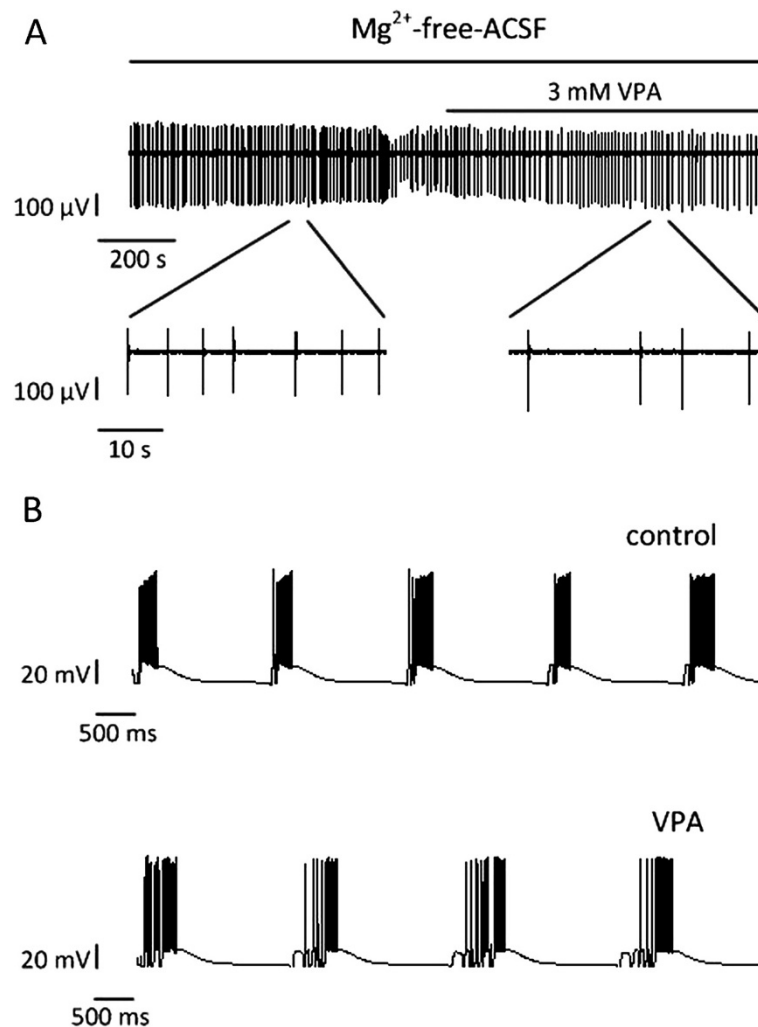 A
Mg²⁺-free-ACSF
3 mM VPA
100 µV
200 s
100 µV
10 s
B
control
20 mV
500 ms
VPA
20 mV
500 ms